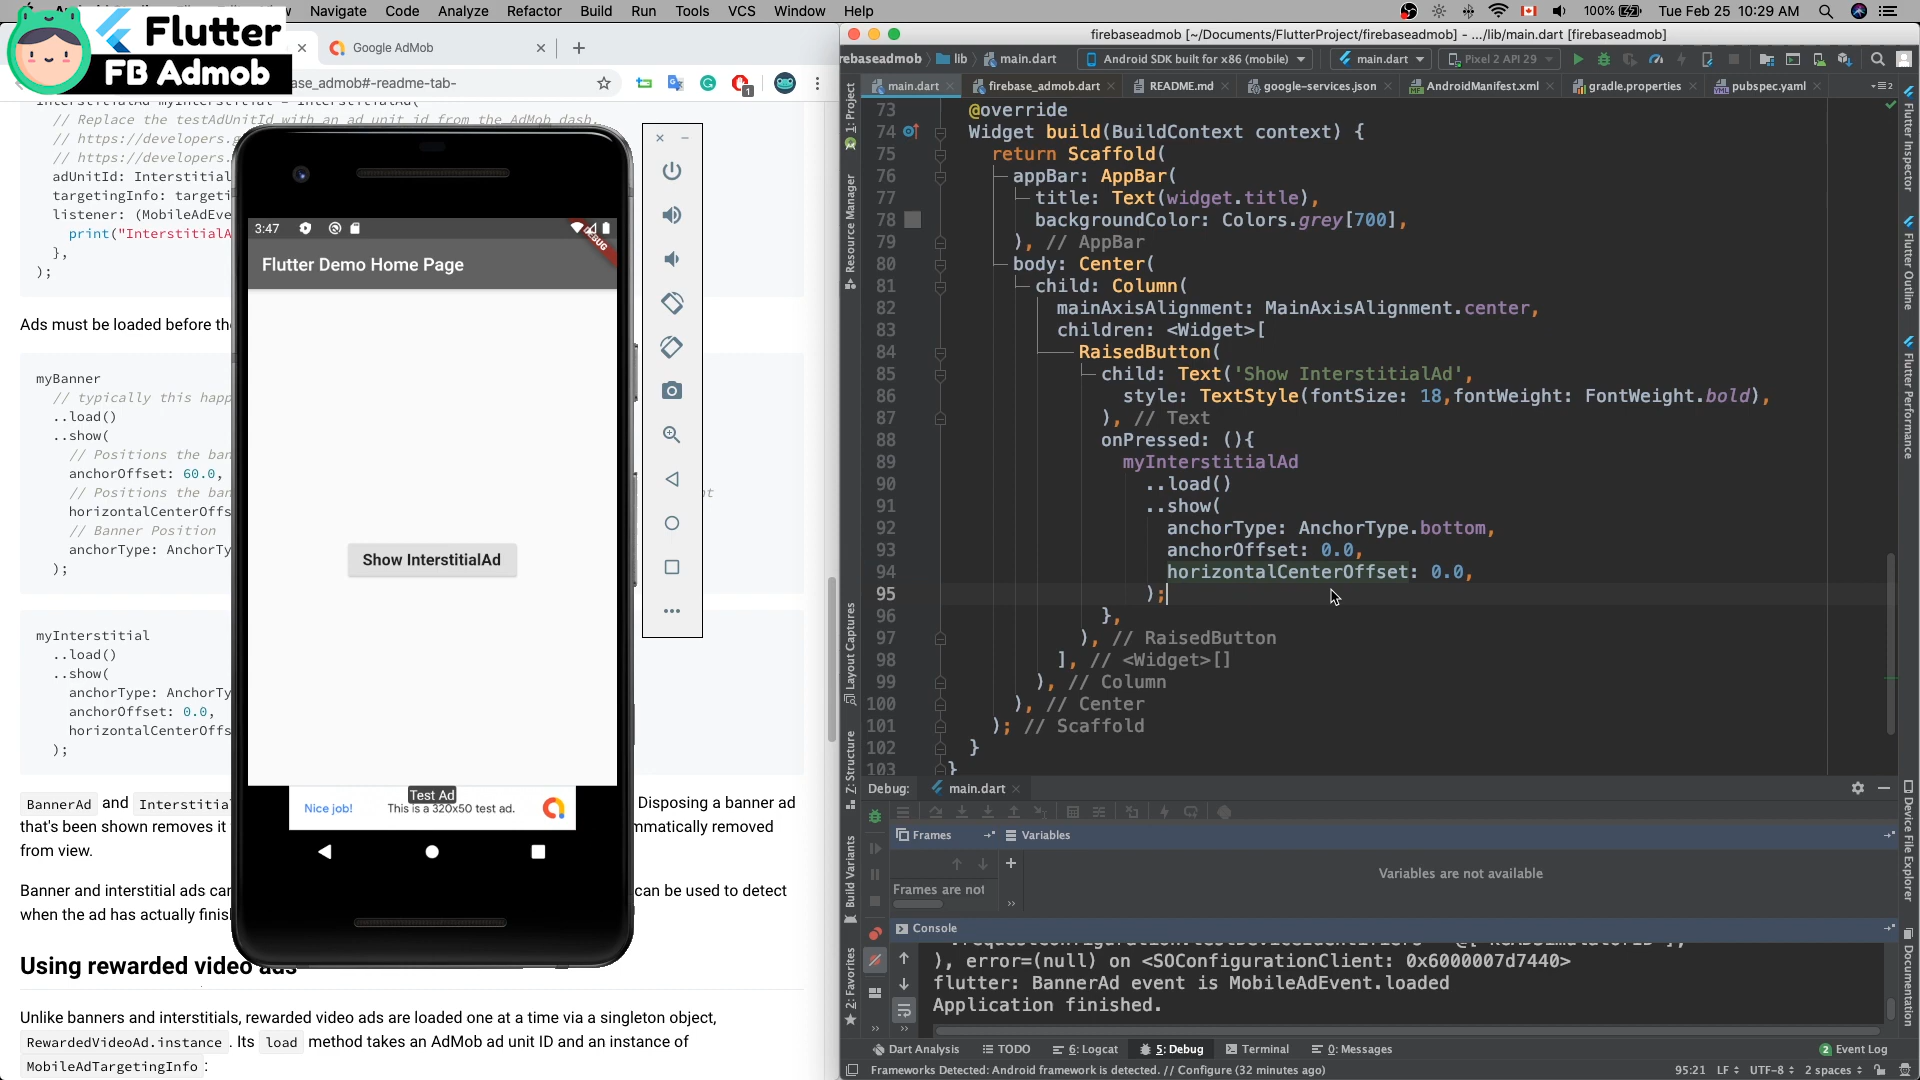 Navigate Code Analyze Refactor Build Run Tools VCS Window Help 100% Tue Feb 25 10:29 AM
Flutter
FB Admob
Google AdMob
firebaseadmob [~/Documents/FlutterProject/firebaseadmob] - .../lib/main.dart [firebaseadmob]
rebaseadmob lib main.dart Android SDK built for x86 (mobile) main.dart Pixel 2 API 29
ase_admob#-readme-tab-
1
main.dart firebase_admob.dart README.md google-services.json AndroidManifest.xml gradle.properties pubspec.yaml
InterstitialAd myInterstitial = InterstitialAd(
// Replace the testAdUnitId with an ad unit id from the AdMob dash.
// https://developers.g
// https://developers.
adUnitId: Interstitial
targetingInfo: targeti
listener: (MobileAdEve
print("InterstitialA
},
);
Ads must be loaded before the
myBanner
// typically this happ
..load()
..show(
// Positions the ban
anchorOffset: 60.0,
// Positions the ban
horizontalCenterOffs
// Banner Position
anchorType: AnchorTy
);
myInterstitial
..load()
..show(
anchorType: AnchorTy
anchorOffset: 0.0,
horizontalCenterOffs
);
BannerAd and Interstitia Disposing a banner ad
that's been shown removes it mmatically removed
from view.
Banner and interstitial ads can can be used to detect
when the ad has actually finis
Using rewarded video ads
Unlike banners and interstitials, rewarded video ads are loaded one at a time via a singleton object,
RewardedVideoAd.instance . Its load method takes an AdMob ad unit ID and an instance of
MobileAdTargetingInfo :
3:47
DEBUG
Flutter Demo Home Page
Show InterstitialAd
Test Ad
Nice job! This is a 320x50 test ad.
73 @override
74 Widget build(BuildContext context) {
75 return Scaffold(
76 appBar: AppBar(
77 title: Text(widget.title),
78 backgroundColor: Colors.grey[700],
79 ), // AppBar
80 body: Center(
81 child: Column(
82 mainAxisAlignment: MainAxisAlignment.center,
83 children: <Widget>[
84 RaisedButton(
85 child: Text('Show InterstitialAd',
86 style: TextStyle(fontSize: 18,fontWeight: FontWeight.bold),
87 ), // Text
88 onPressed: (){
89 myInterstitialAd
90 ..load()
91 ..show(
92 anchorType: AnchorType.bottom,
93 anchorOffset: 0.0,
94 horizontalCenterOffset: 0.0,
95 );
96 },
97 ), // RaisedButton
98 ], // <Widget>[]
99 ), // Column
100 ), // Center
101 ); // Scaffold
102 }
103 }
1: Project
Resource Manager
Layout Captures
Z: Structure
Build Variants
2: Favorites
Flutter Inspector
Flutter Outline
Flutter Performance
Device File Explorer
Documentation
Debug: main.dart
Frames Variables
Frames are not Variables are not available
Console
), error=(null) on <SOConfigurationClient: 0x6000007d7440>
flutter: BannerAd event is MobileAdEvent.loaded
Application finished.
Dart Analysis TODO 6: Logcat 5: Debug Terminal 0: Messages 2 Event Log
Frameworks Detected: Android framework is detected. // Configure (32 minutes ago) 95:21 LF UTF-8 2 spaces